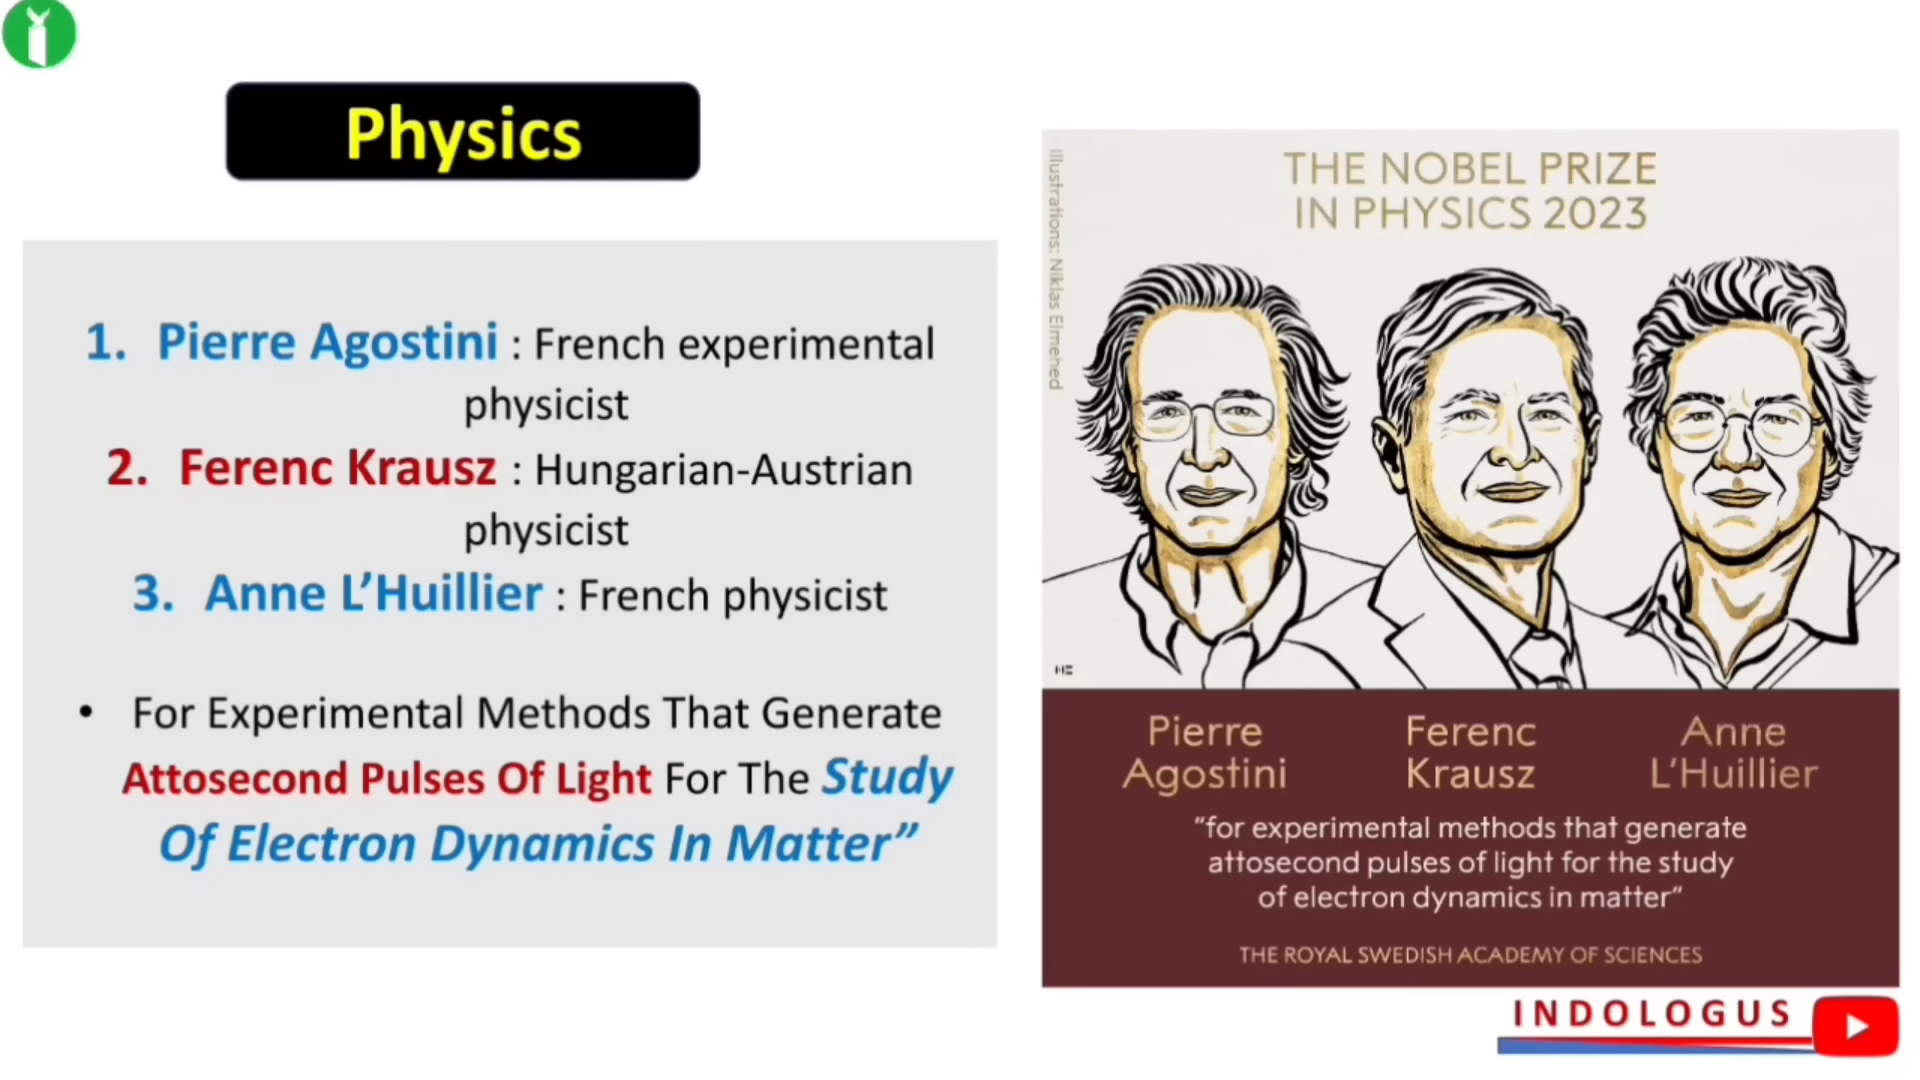 Physics
1. Pierre Agostini : French experimental
physicist
2. Ferenc Krausz : Hungarian-Austrian
physicist
3. Anne L’Huillier : French physicist
• For Experimental Methods That Generate
Attosecond Pulses Of Light For The Study
Of Electron Dynamics In Matter”
Illustrations: Niklas Elmehed
THE NOBEL PRIZE
IN PHYSICS 2023
Pierre
Agostini
Ferenc
Krausz
Anne
L’Huillier
“for experimental methods that generate
attosecond pulses of light for the study
of electron dynamics in matter”
THE ROYAL SWEDISH ACADEMY OF SCIENCES
INDOLOGUS